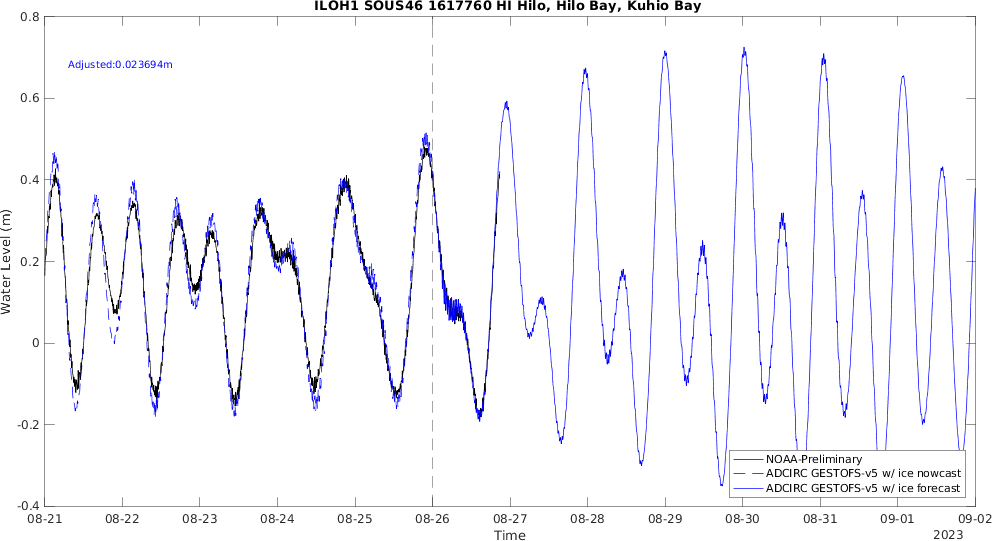 ILOH1 SOUS46 1617760 HI Hilo, Hilo Bay, Kuhio Bay
0.8
Adjusted:0.023694m
0.6
0.4
0.2
0
-0.2
-0.4
Water Level (m)
NOAA-Preliminary
ADCIRC GESTOFS-v5 w/ ice nowcast
ADCIRC GESTOFS-v5 w/ ice forecast
08-21 08-22 08-23 08-24 08-25 08-26 08-27 08-28 08-29 08-30 08-31 09-01 09-02
Time
2023